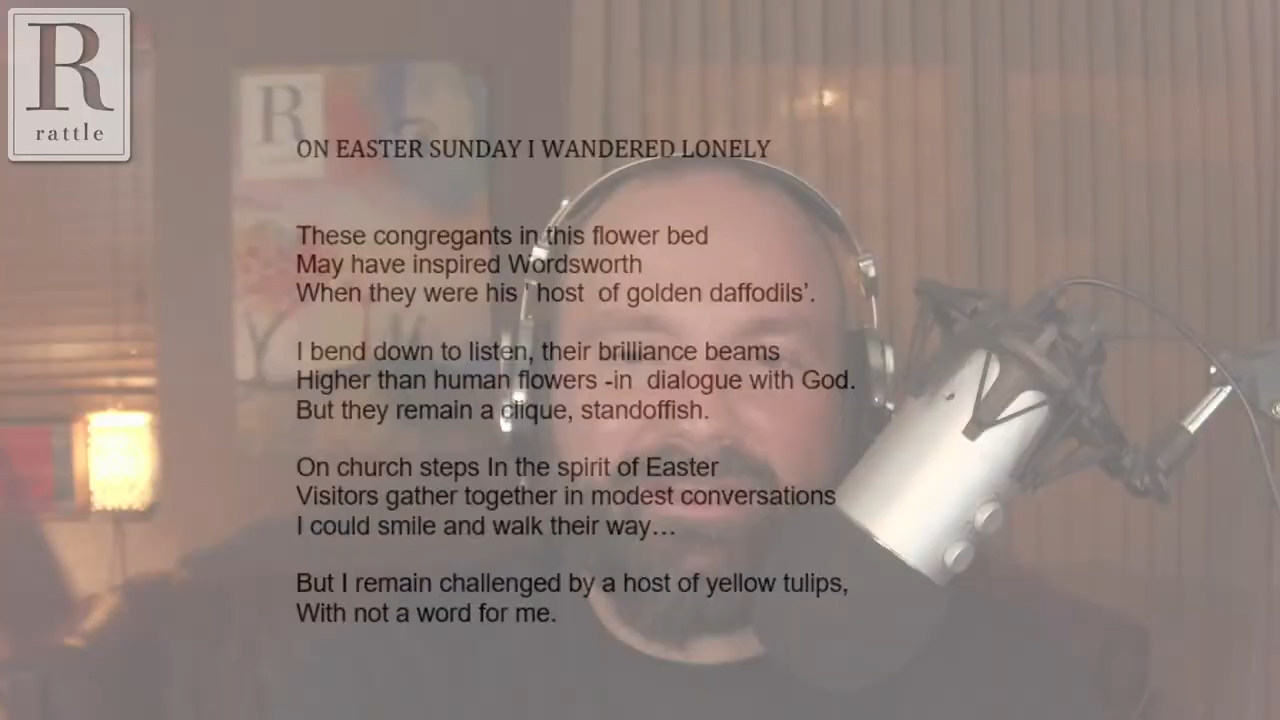 R
rattle
R
ON EASTER SUNDAY I WANDERED LONELY
These congregants in this flower bed
May have inspired Wordsworth
When they were his ' host  of golden daffodils’.
I bend down to listen, their brilliance beams
Higher than human flowers -in  dialogue with God.
But they remain a clique, standoffish.
On church steps In the spirit of Easter
Visitors gather together in modest conversations
I could smile and walk their way…
But I remain challenged by a host of yellow tulips,
With not a word for me.